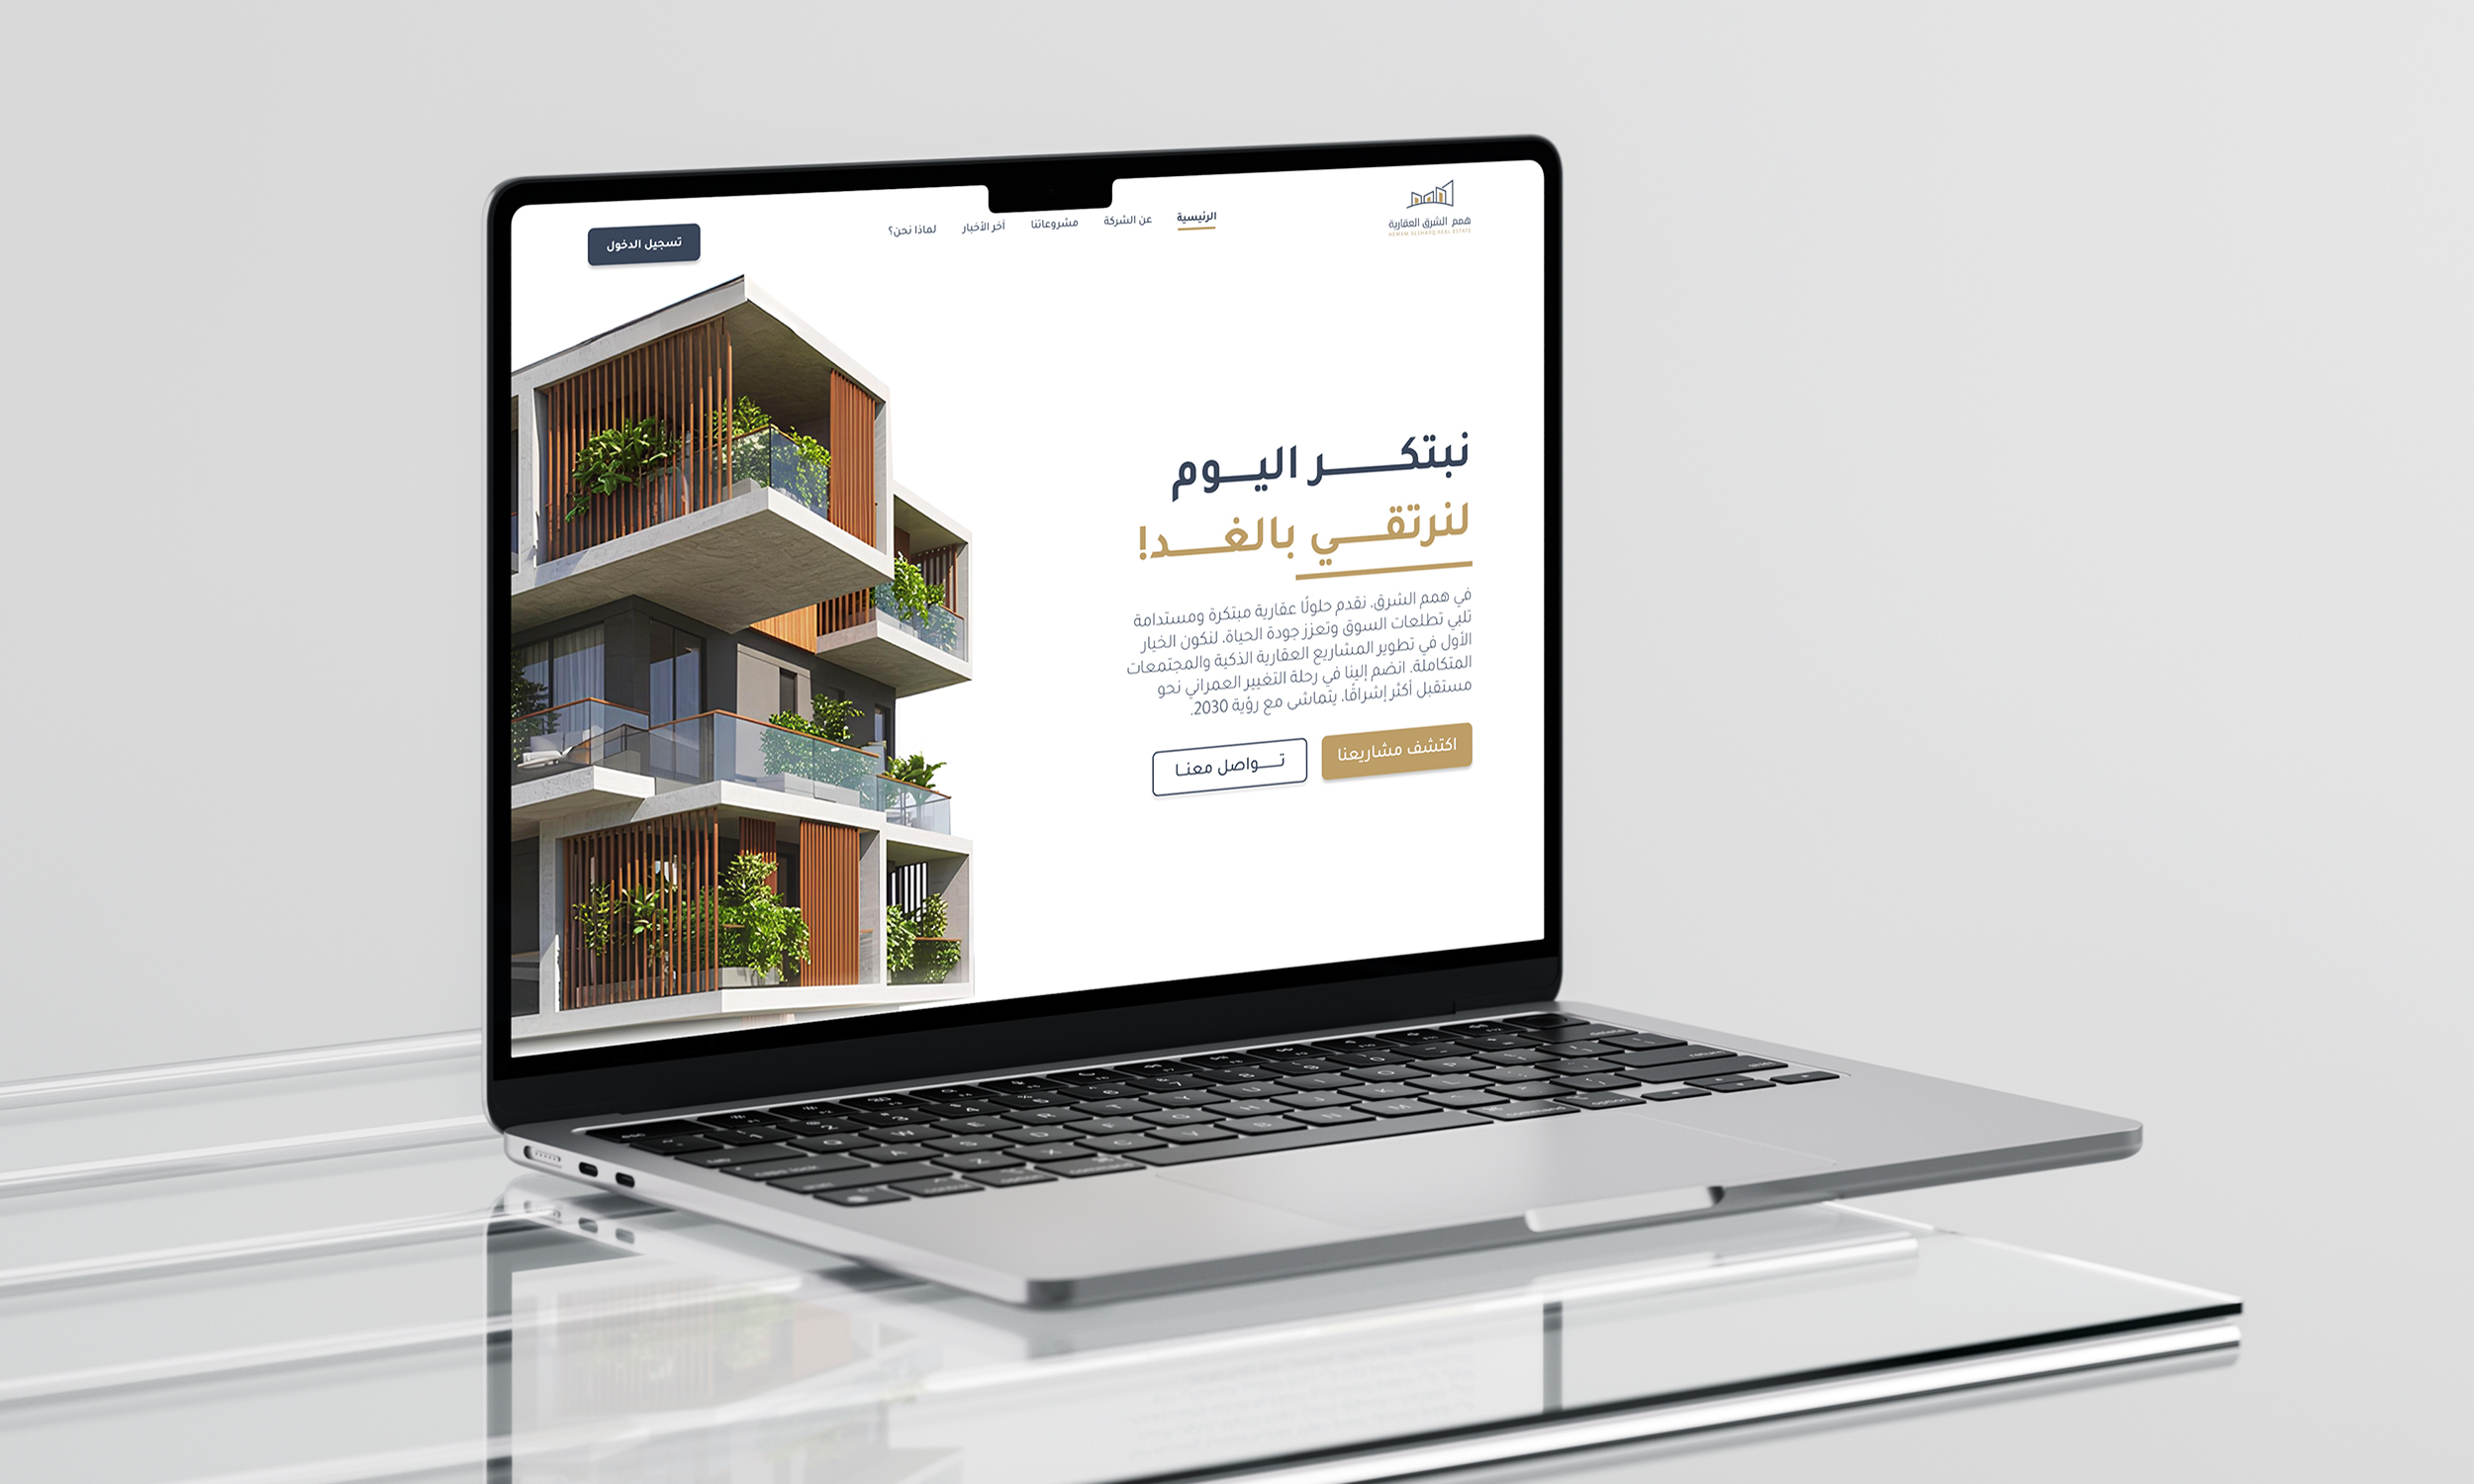 همم الشرق العقارية
HEMAM ALSHARQ REAL ESTATE
الرئيسية
عن الشركة
مشروعاتنا
آخر الأخبار
لماذا نحن؟
تسجيل الدخول
نبتكـــــر اليـــوم
لنرتقـــي بالغـــد!
في همم الشرق، نقدم حلولًا عقارية مبتكرة ومستدامة
تلبي تطلعات السوق وتعزز جودة الحياة، لنكون الخيار
الأول في تطوير المشاريع العقارية الذكية والمجتمعات
المتكاملة. انضم إلينا في رحلة التغيير العمراني نحو
مستقبل أكثر إشراقًا، يتماشى مع رؤية 2030.
اكتشف مشاريعنا
تـــواصل معنـا